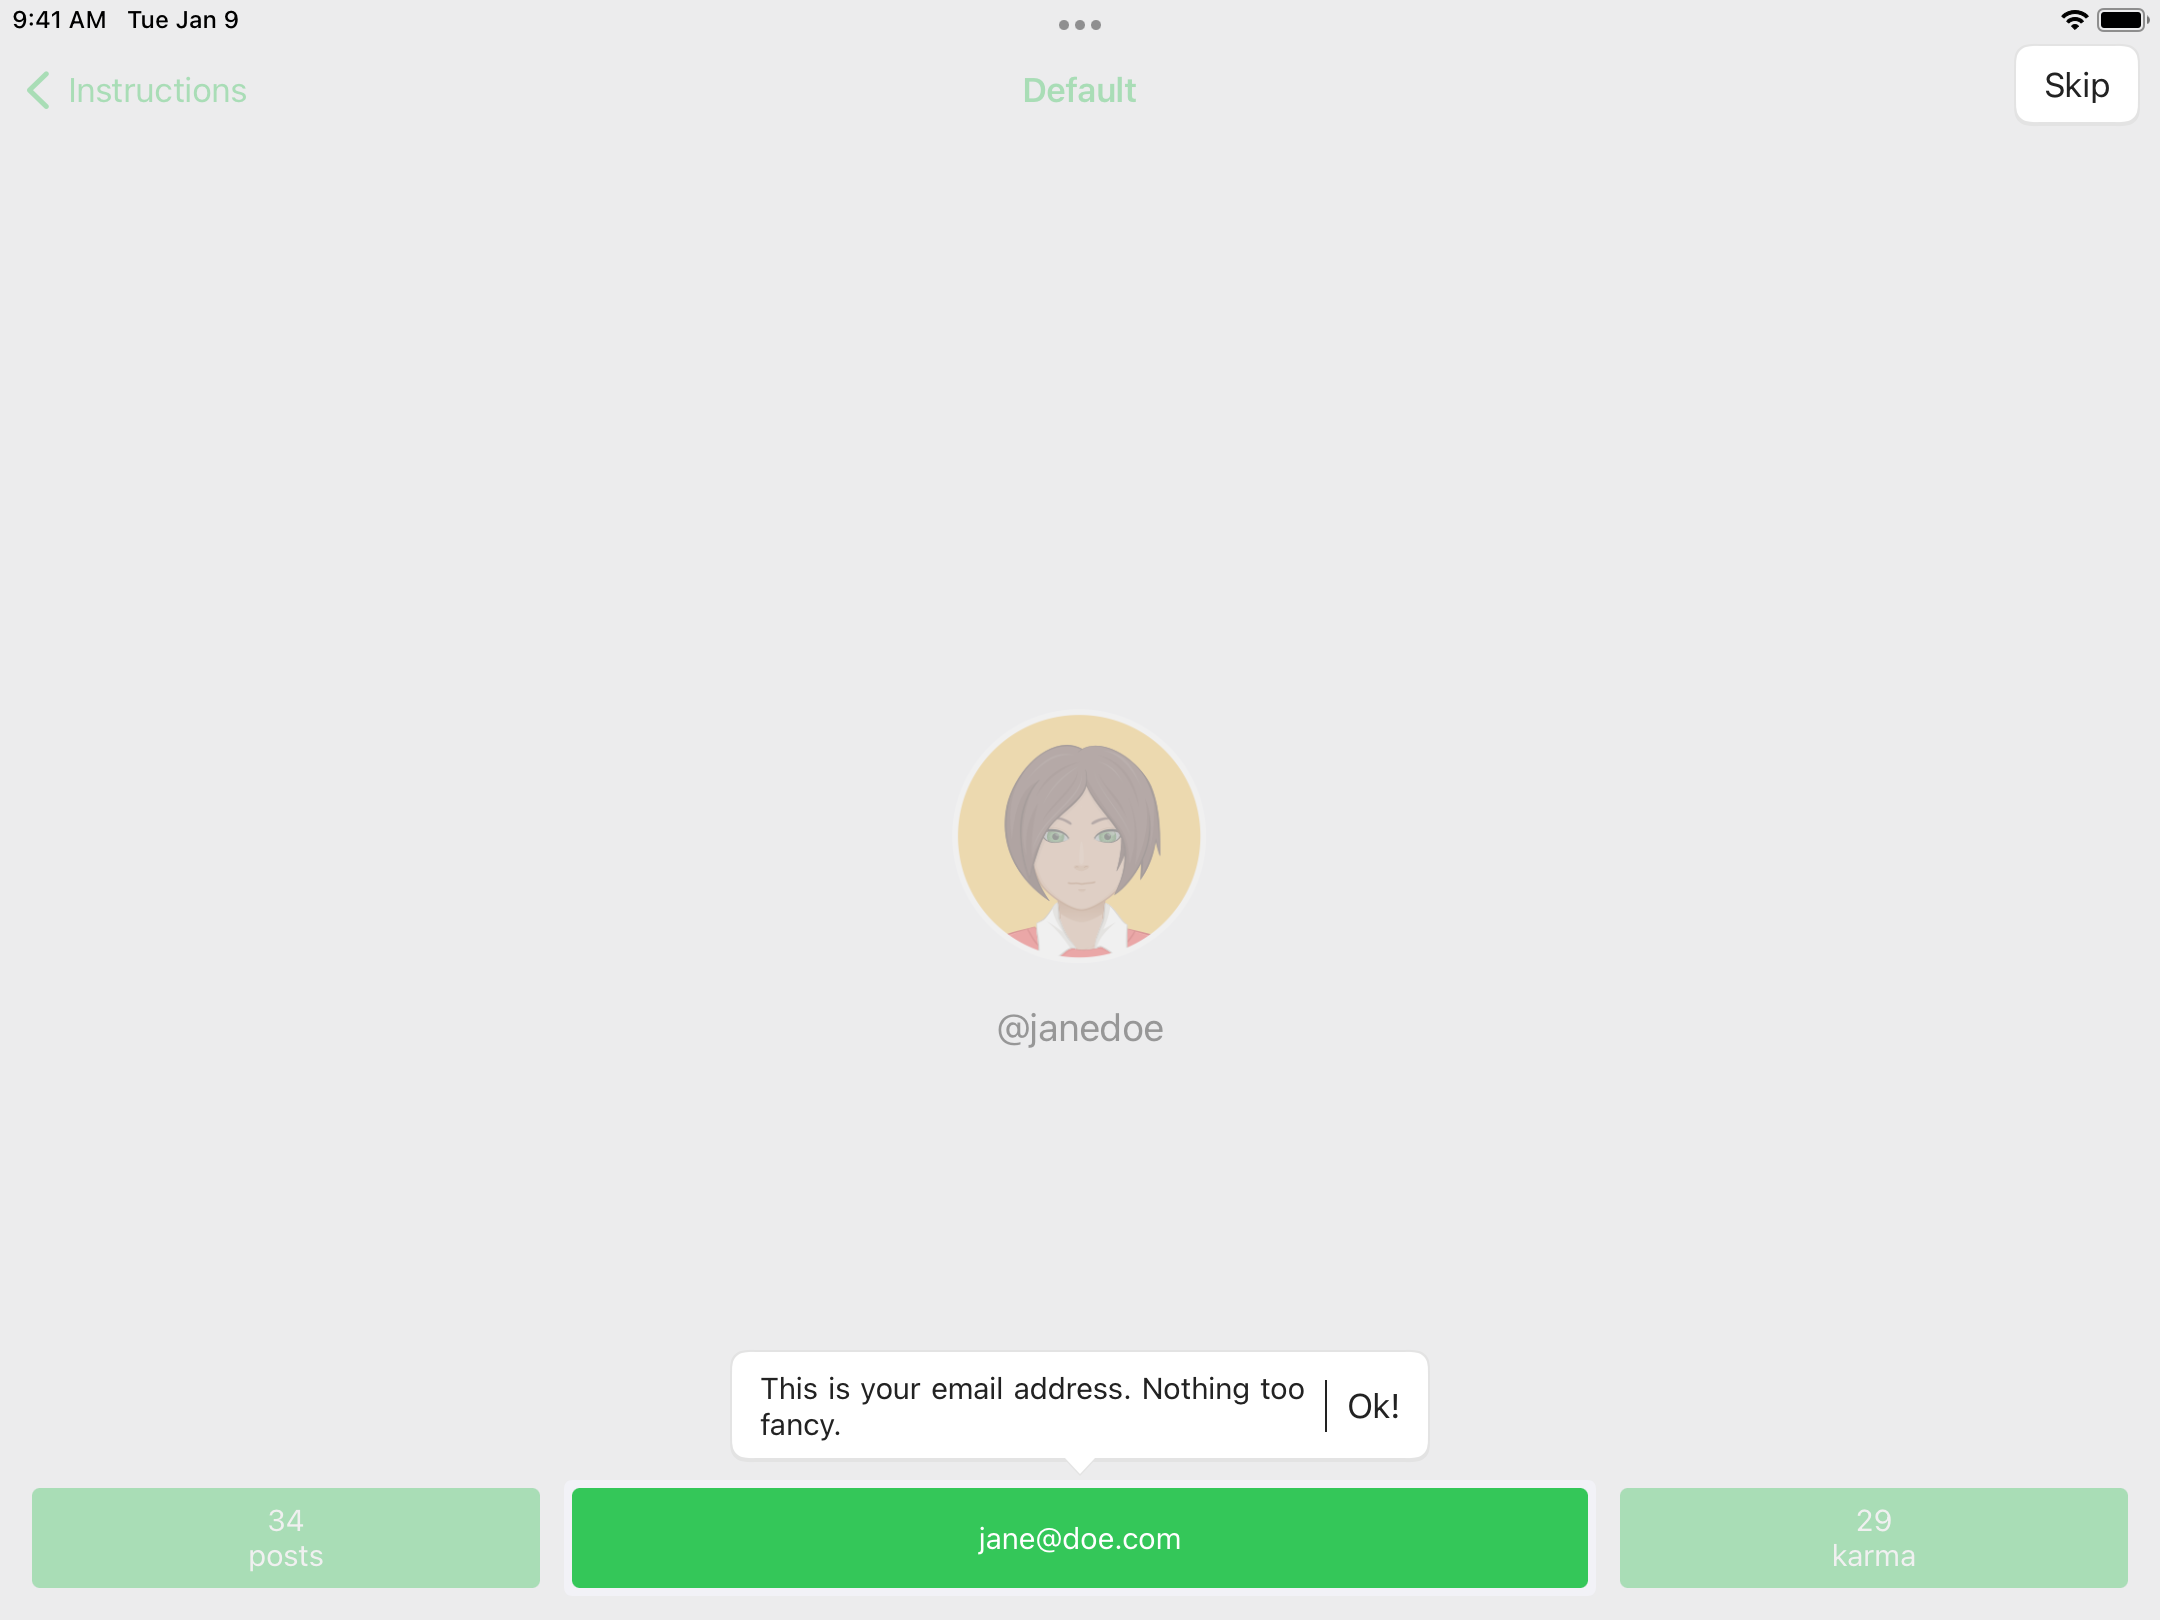 9:41 AM Tue Jan 9
Instructions
Default
Skip
@janedoe
This is your email address. Nothing too
fancy.
Ok!
34
posts
jane@doe.com
29
karma